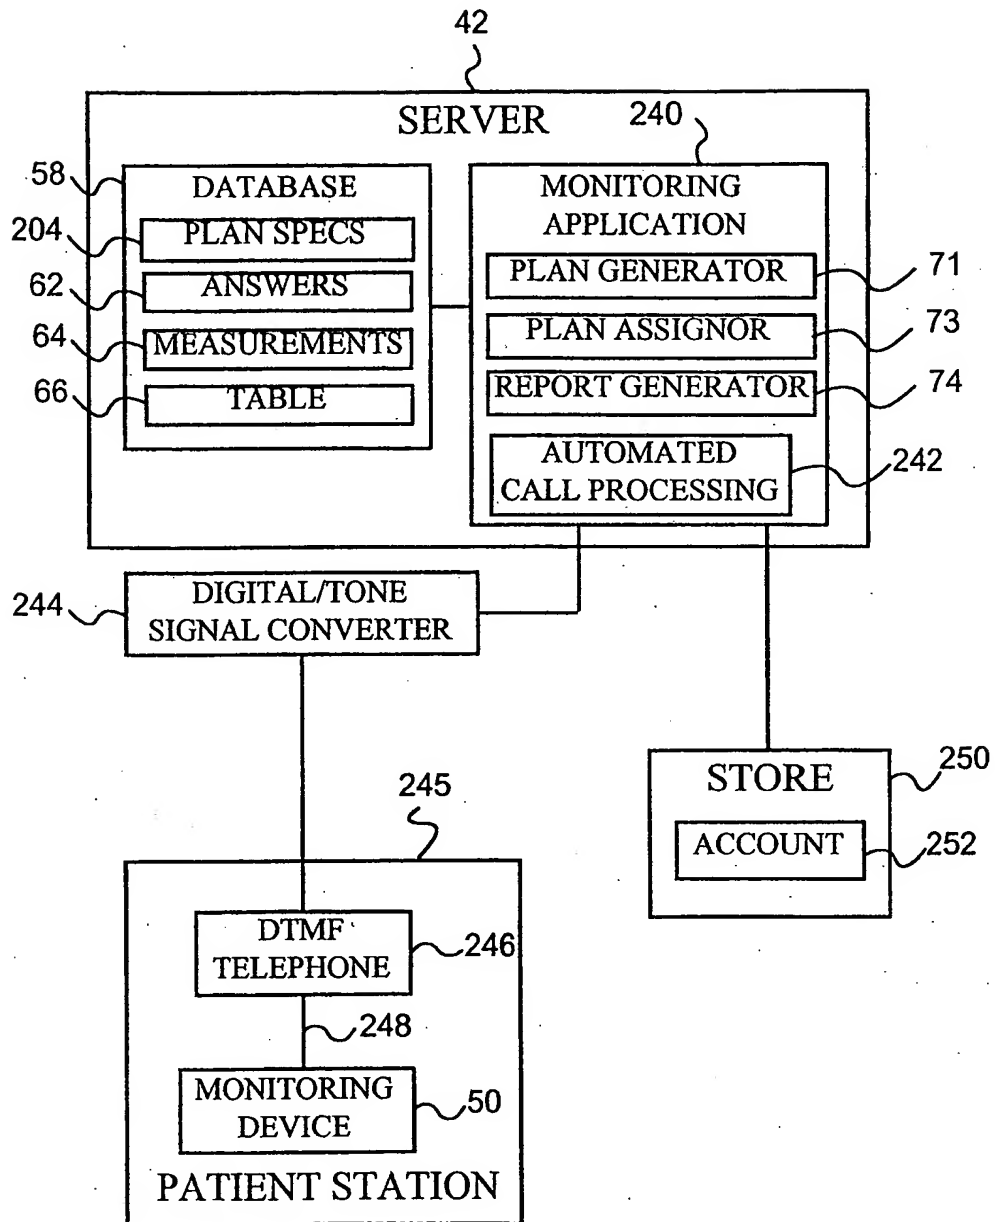 42
SERVER
240
58
DATABASE
MONITORING
APPLICATION
204
PLAN SPECS
PLAN GENERATOR
71
62
ANSWERS
PLAN ASSIGNOR
73
64
MEASUREMENTS
REPORT GENERATOR
74
66
TABLE
AUTOMATED
CALL PROCESSING
242
244
DIGITAL/TONE
SIGNAL CONVERTER
245
STORE
250
ACCOUNT
252
DTMF
TELEPHONE
246
248
MONITORING
DEVICE
50
PATIENT STATION